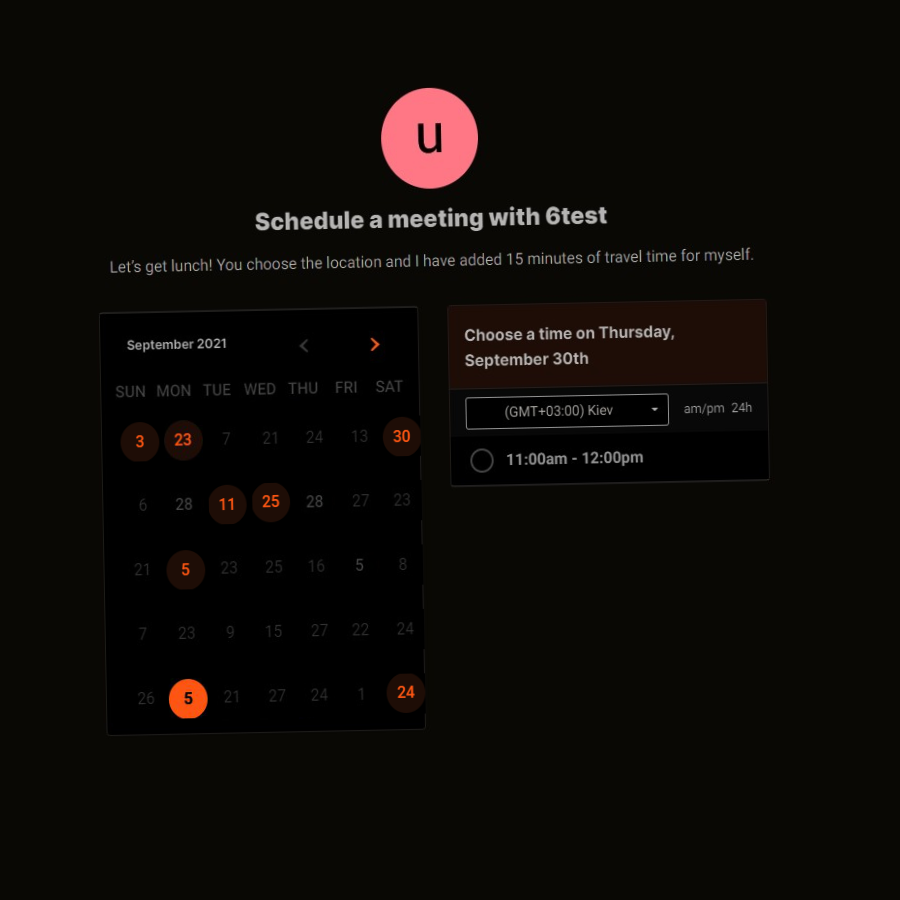 u
Schedule a meeting with 6test
Let's get lunch! You choose the location and I have added 15 minutes of travel time for myself.
September 2021
SUN MON TUE WED THU FRI SAT
3 23 7 21 24 13 30
6 28 11 25 28 27 23
21 5 23 25 16 5 8
7 23 9 15 27 22 24
26 5 21 27 24 1 24
Choose a time on Thursday,
September 30th
(GMT+03:00) Kiev am/pm 24h
11:00am - 12:00pm